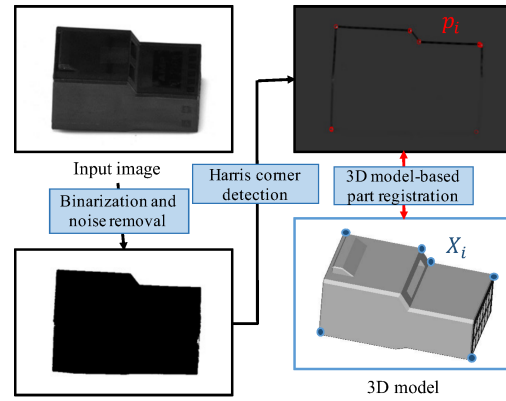 p_i
Input image
Binarization and
noise removal
Harris corner
detection
3D model-based
part registration
X_i
3D model